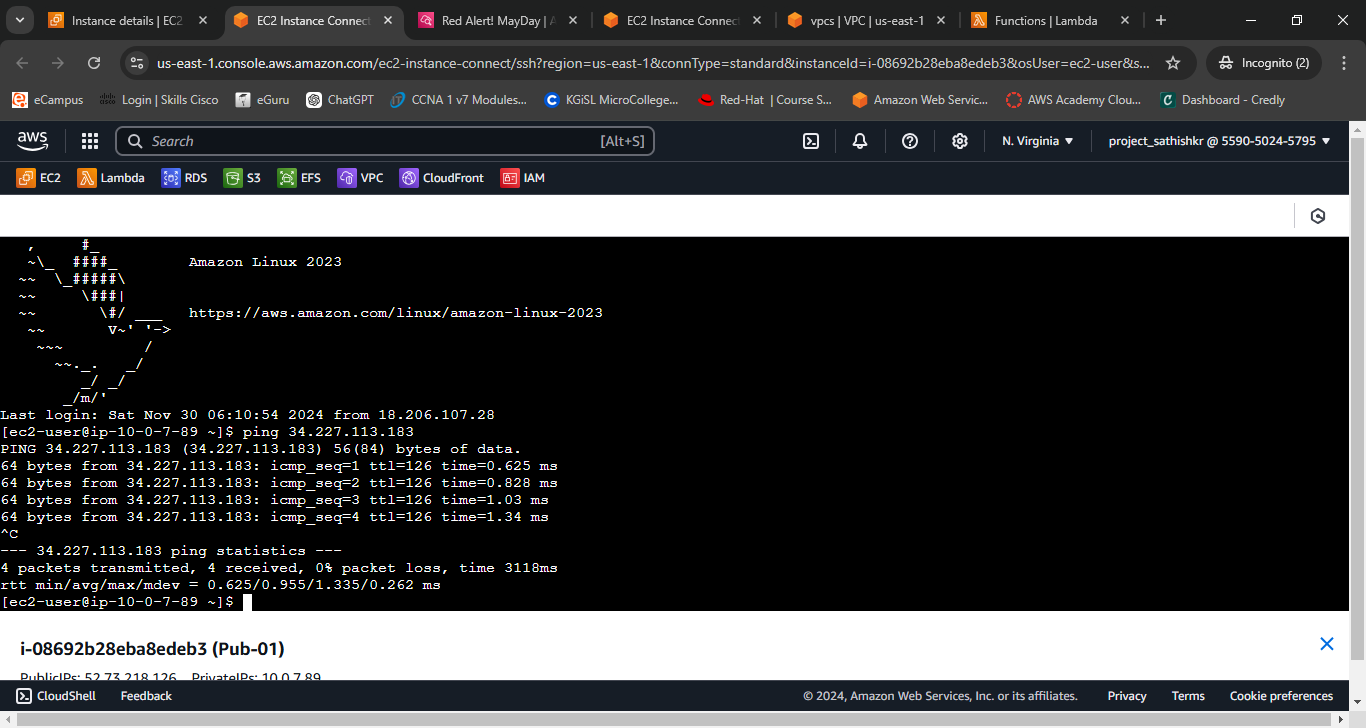 Instance details | EC2
EC2 Instance Connect
Red Alert! MayDay | A
EC2 Instance Connect
vpcs | VPC | us-east-1
Functions | Lambda
us-east-1.console.aws.amazon.com/ec2-instance-connect/ssh?region=us-east-1&connType=standard&instanceId=i-08692b28eba8edeb3&osUser=ec2-user&s...
Incognito (2)
eCampus
Login | Skills Cisco
eGuru
ChatGPT
CCNA 1 v7 Modules...
KGiSL MicroCollege...
Red-Hat | Course S...
Amazon Web Servic...
AWS Academy Clou...
Dashboard - Credly
aws
Search
[Alt+S]
N. Virginia
project_sathishkr @ 5590-5024-5795
EC2
Lambda
RDS
S3
EFS
VPC
CloudFront
IAM
   ,     #_
   ~\_  ####_        Amazon Linux 2023
  ~~  \_#####\
  ~~     \###|
  ~~       \#/ ___   https://aws.amazon.com/linux/amazon-linux-2023
   ~~       V~' '->
    ~~~         /
      ~~._.   _/
         _/ _/
       _/m/'
Last login: Sat Nov 30 06:10:54 2024 from 18.206.107.28
[ec2-user@ip-10-0-7-89 ~]$ ping 34.227.113.183
PING 34.227.113.183 (34.227.113.183) 56(84) bytes of data.
64 bytes from 34.227.113.183: icmp_seq=1 ttl=126 time=0.625 ms
64 bytes from 34.227.113.183: icmp_seq=2 ttl=126 time=0.828 ms
64 bytes from 34.227.113.183: icmp_seq=3 ttl=126 time=1.03 ms
64 bytes from 34.227.113.183: icmp_seq=4 ttl=126 time=1.34 ms
^C
--- 34.227.113.183 ping statistics ---
4 packets transmitted, 4 received, 0% packet loss, time 3118ms
rtt min/avg/max/mdev = 0.625/0.955/1.335/0.262 ms
[ec2-user@ip-10-0-7-89 ~]$
i-08692b28eba8edeb3 (Pub-01)
PublicIPs: 52.73.218.126 PrivateIPs: 10.0.7.89
CloudShell
Feedback
© 2024, Amazon Web Services, Inc. or its affiliates.
Privacy
Terms
Cookie preferences